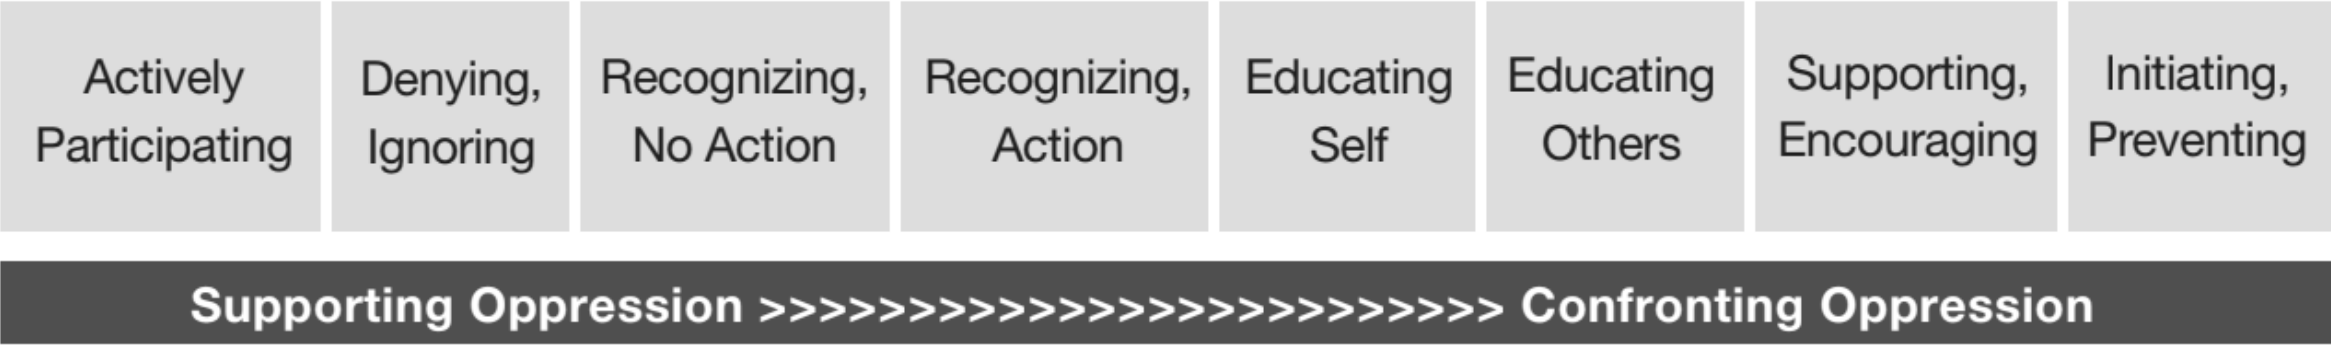 Actively
Participating
Denying,
Ignoring
Recognizing,
No Action
Recognizing,
Action
Educating
Self
Educating
Others
Supporting,
Encouraging
Initiating,
Preventing
Supporting Oppression >>>>>>>>>>>>>>>>>>>>>>>>> Confronting Oppression